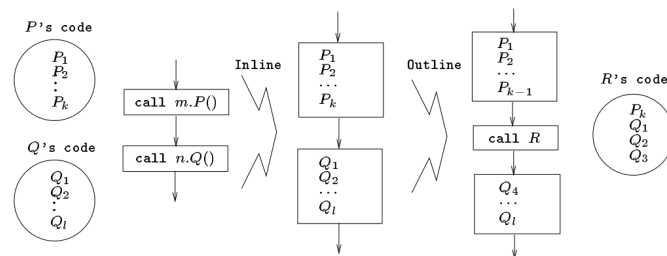 P's code
P1
P2
⋮
Pk
Q's code
Q1
Q2
⋮
Ql
call m.P()
call n.Q()
Inline
P1
P2
...
Pk
Q1
Q2
...
Ql
Outline
P1
P2
...
Pk−1
call R
Q4
...
Ql
R's code
Pk
Q1
Q2
Q3